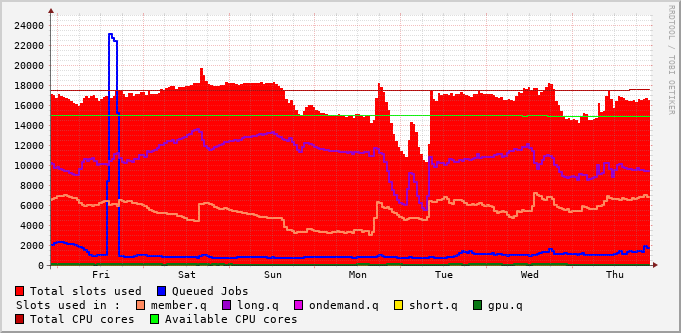 24000
22000
20000
18000
16000
14000
12000
10000
8000
6000
4000
2000
0
Fri Sat Sun Mon Tue Wed Thu
RRDTOOL / TOBI OETIKER
Total slots used Queued Jobs
Slots used in : member.q long.q ondemand.q short.q gpu.q
Total CPU cores Available CPU cores